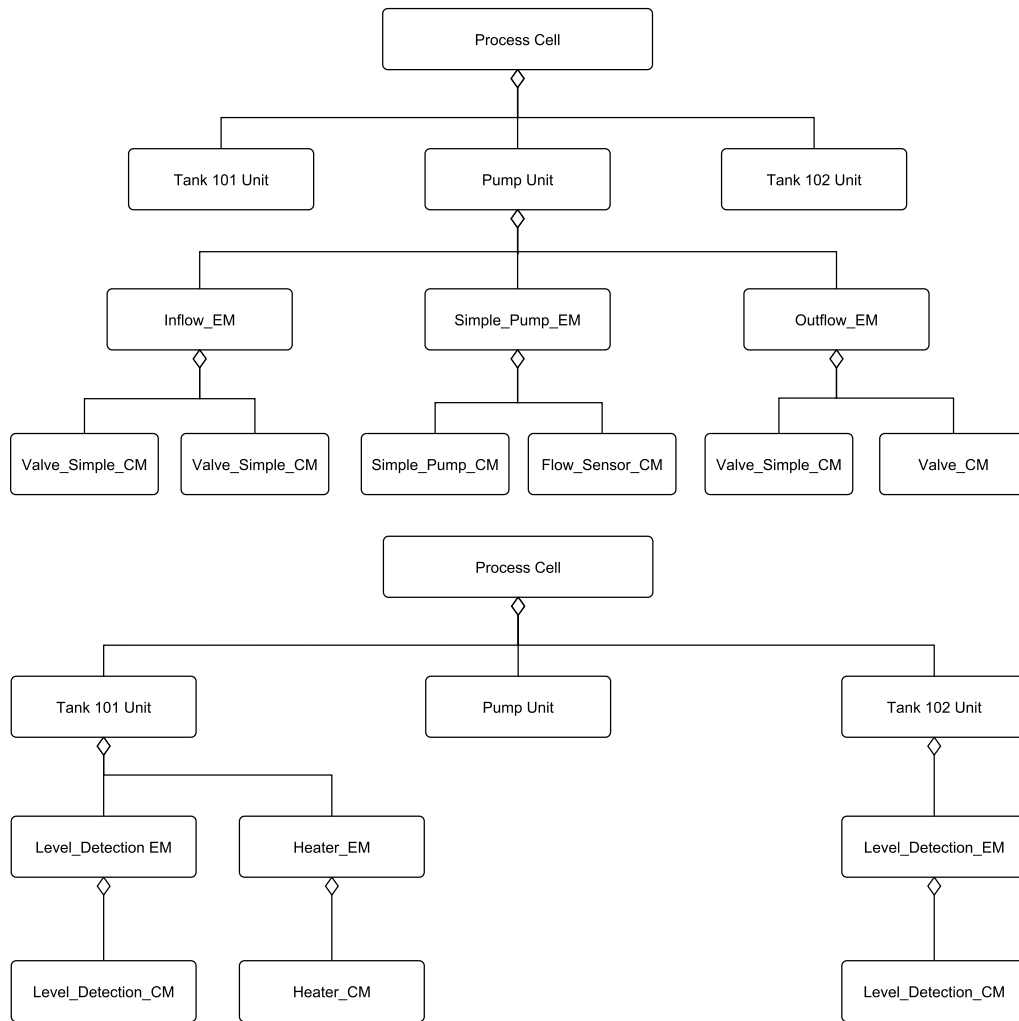 Process Cell
Tank 101 Unit
Pump Unit
Tank 102 Unit
Inflow_EM
Simple_Pump_EM
Outflow_EM
Valve_Simple_CM
Valve_Simple_CM
Simple_Pump_CM
Flow_Sensor_CM
Valve_Simple_CM
Valve_CM
Process Cell
Tank 101 Unit
Pump Unit
Tank 102 Unit
Level_Detection EM
Heater_EM
Level_Detection_EM
Level_Detection_CM
Heater_CM
Level_Detection_CM